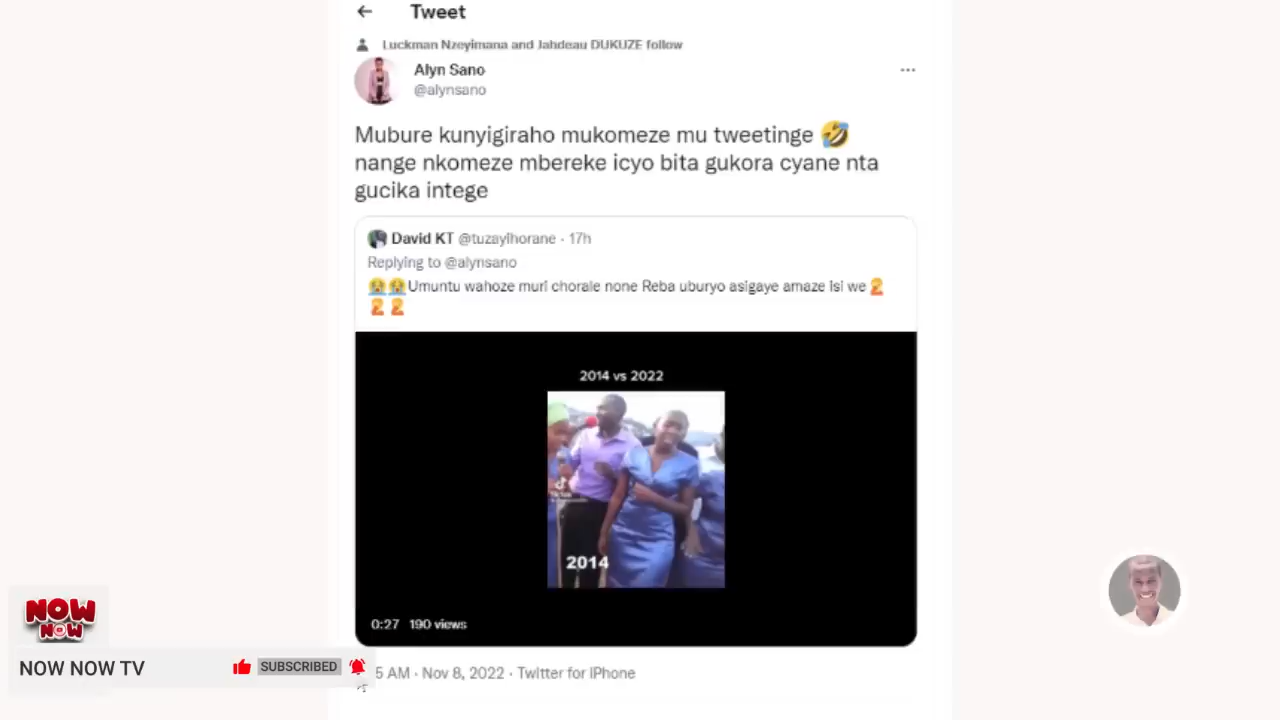 Tweet
Luckman Nzeyimana and Jahdeau DUKUZE follow
Alyn Sano
@alynsano
Mubure kunyigiraho mukomeze mu tweetinge 🤣
nange nkomeze mbereke icyo bita gukora cyane nta
gucika intege
David KT @tuzayihorane · 17h
Replying to @alynsano
😭😭Umuntu wahoze muri chorale none Reba uburyo asigaye amaze isi we🤦
🤦🤦
2014 vs 2022
2014
0:27 190 views
5 AM · Nov 8, 2022 · Twitter for iPhone
NOW
NOW
NOW NOW TV
SUBSCRIBED